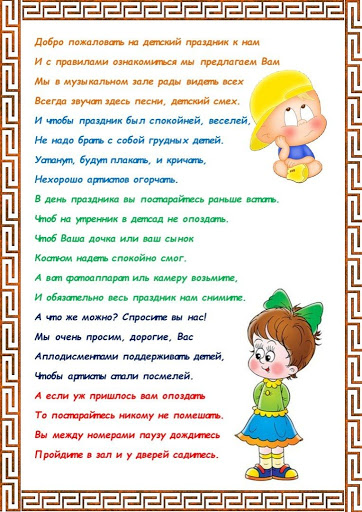 Добро пожаловать на детский праздник к нам
И с правилами ознакомиться мы предлагаем Вам
Мы в музыкальном зале рады видеть всех
Всегда звучат здесь песни, детский смех.
И чтобы праздник был спокойней, веселей,
Не надо брать с собой грудных детей.
Устанут, будут плакать, и кричать,
Нехорошо артистов огорчать.
В день праздника вы постарайтесь раньше встать.
Чтоб на утренник в детсад не опоздать.
Чтоб Ваша дочка или ваш сынок
Костюм надеть спокойно смог.
А вот фотоаппарат иль камеру возьмите,
И обязательно весь праздник нам снимите.
А что же можно? Спросите вы нас!
Мы очень просим, дорогие, Вас
Аплодисментами поддерживать детей,
Чтобы артисты стали посмелей.
А если уж пришлось вам опоздать
То постарайтесь никому не помешать.
Вы между номерами паузу дождитесь
Пройдите в зал и у дверей садитесь.